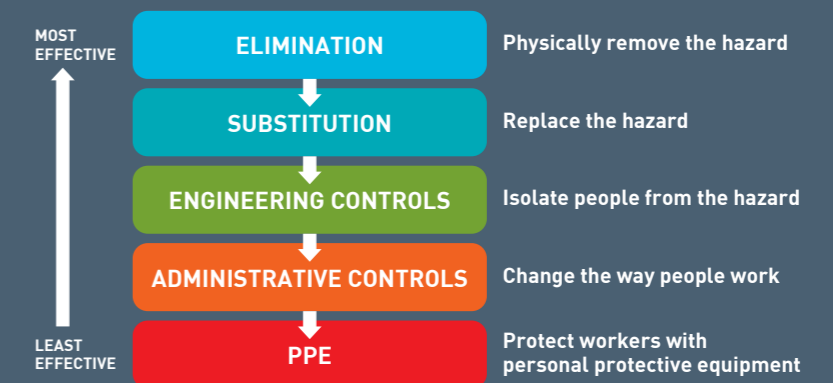 MOST
EFFECTIVE
ELIMINATION
Physically remove the hazard
SUBSTITUTION
Replace the hazard
ENGINEERING CONTROLS
Isolate people from the hazard
ADMINISTRATIVE CONTROLS
Change the way people work
LEAST
EFFECTIVE
PPE
Protect workers with
personal protective equipment